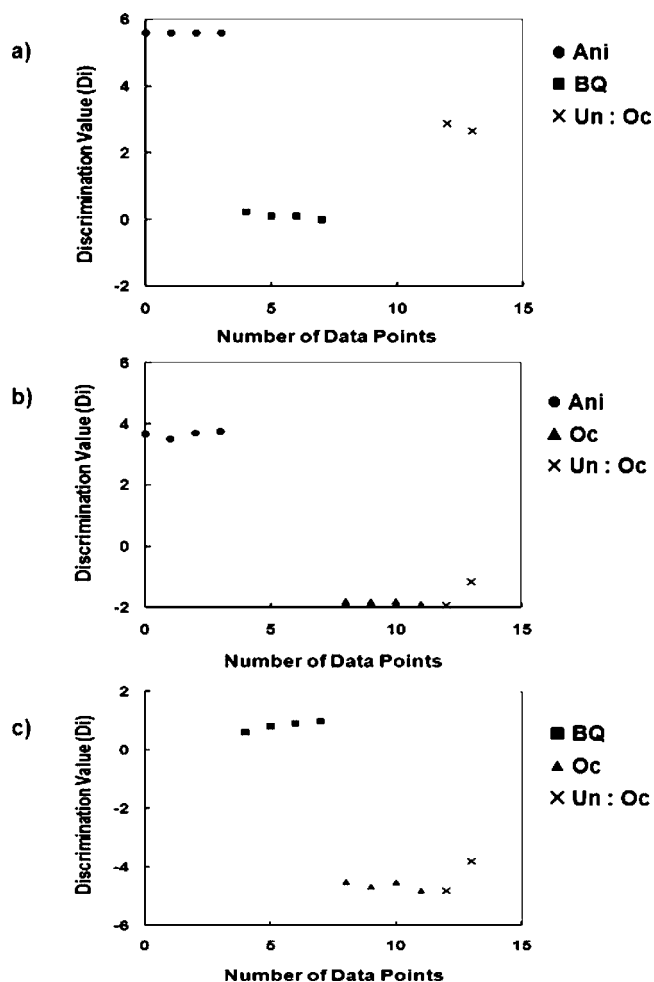 a)
Discrimination Value (Di)
6
4
2
0
-2
0
5
10
15
Number of Data Points
Ani
BQ
Un : Oc
b)
Discrimination Value (Di)
6
4
2
0
-2
0
5
10
15
Number of Data Points
Ani
Oc
Un : Oc
c)
Discrimination Value (Di)
2
0
-2
-4
-6
0
5
10
15
Number of Data Points
BQ
Oc
Un : Oc